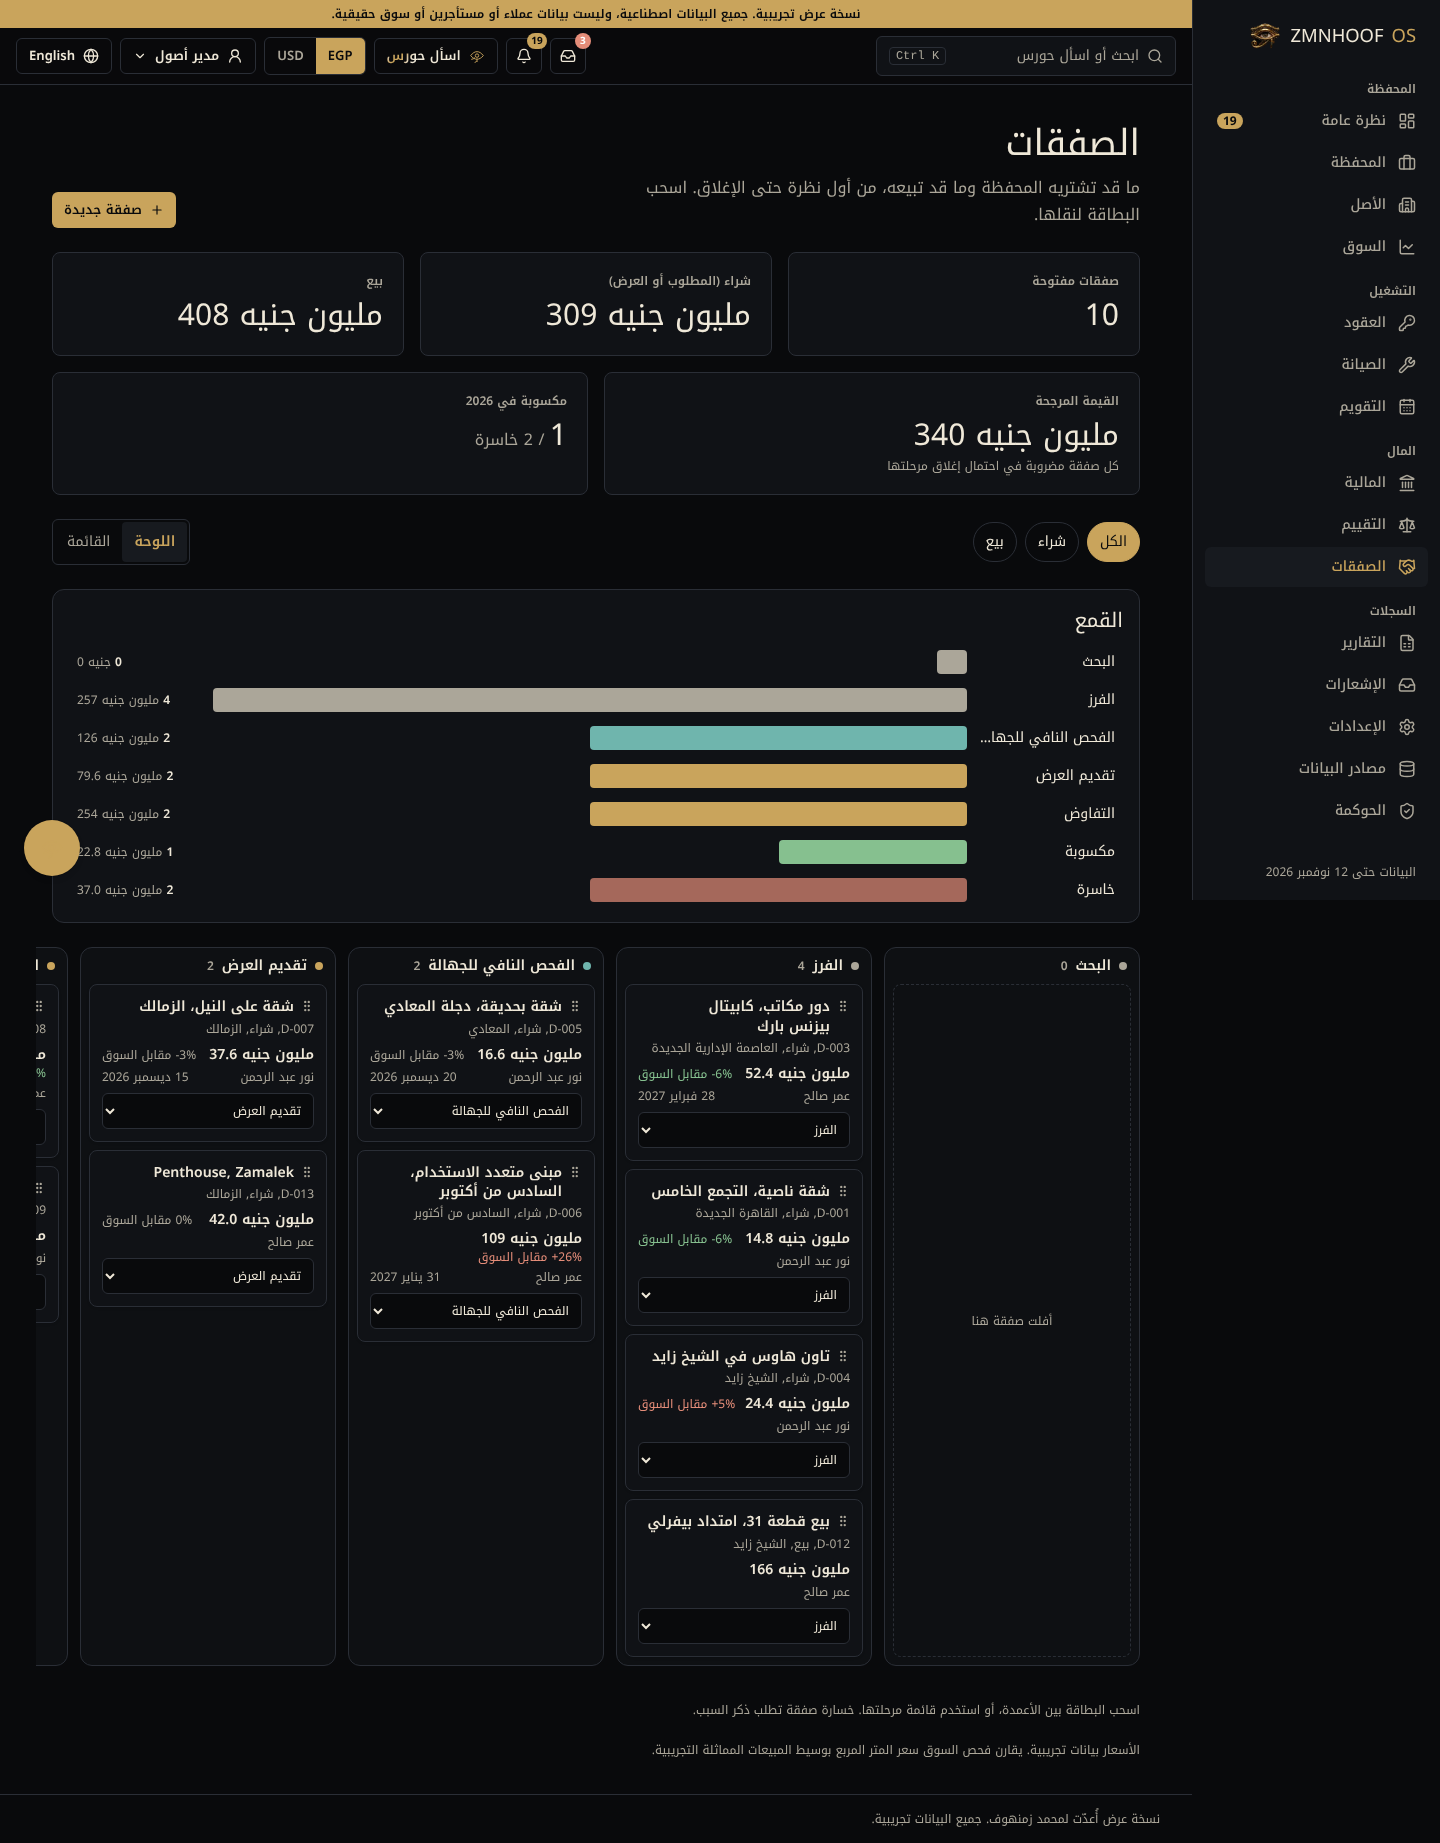 نسخة عرض تجريبية. جميع البيانات اصطناعية، وليست بيانات عملاء أو مستأجرين أو سوق حقيقية.
ZMNHOOF OS
المحفظة
نظرة عامة 19
المحفظة
الأصل
السوق
التشغيل
العقود
الصيانة
التقويم
المال
المالية
التقييم
الصفقات
السجلات
التقارير
الإشعارات
الإعدادات
مصادر البيانات
الحوكمة
البيانات حتى 12 نوفمبر 2026
ابحث أو اسأل حورس Ctrl K
3
19
اسأل حورس
EGP USD
مدير أصول
English
الصفقات
ما قد تشتريه المحفظة وما قد تبيعه، من أول نظرة حتى الإغلاق. اسحب
البطاقة لنقلها.
صفقة جديدة
صفقات مفتوحة
10
شراء (المطلوب أو العرض)
مليون جنيه 309
بيع
مليون جنيه 408
القيمة المرجحة
مليون جنيه 340
كل صفقة مضروبة في احتمال إغلاق مرحلتها
مكسوبة في 2026
1 / 2 خاسرة
الكل شراء بيع
اللوحة القائمة
القمع
البحث 0 جنيه 0
الفرز 4 مليون جنيه 257
الفحص النافي للجها... 2 مليون جنيه 126
تقديم العرض 2 مليون جنيه 79.6
التفاوض 2 مليون جنيه 254
مكسوبة 1 مليون جنيه 22.8
خاسرة 2 مليون جنيه 37.0
البحث 0
أفلت صفقة هنا
الفرز 4
دور مكاتب، كابيتال
بيزنس بارك
D-003, شراء, العاصمة الإدارية الجديدة
مليون جنيه 52.4 -6% مقابل السوق
عمر صالح 28 فبراير 2027
الفرز
شقة ناصية، التجمع الخامس
D-001, شراء, القاهرة الجديدة
مليون جنيه 14.8 -6% مقابل السوق
نور عبد الرحمن
الفرز
تاون هاوس في الشيخ زايد
D-004, شراء, الشيخ زايد
مليون جنيه 24.4 +5% مقابل السوق
نور عبد الرحمن
الفرز
بيع قطعة 31، امتداد بيفرلي
D-012, بيع, الشيخ زايد
مليون جنيه 166
عمر صالح
الفرز
الفحص النافي للجهالة 2
شقة بحديقة، دجلة المعادي
D-005, شراء, المعادي
مليون جنيه 16.6 -3% مقابل السوق
نور عبد الرحمن 20 ديسمبر 2026
الفحص النافي للجهالة
مبنى متعدد الاستخدام،
السادس من أكتوبر
D-006, شراء, السادس من أكتوبر
مليون جنيه 109
+26% مقابل السوق
عمر صالح 31 يناير 2027
الفحص النافي للجهالة
تقديم العرض 2
شقة على النيل، الزمالك
D-007, شراء, الزمالك
مليون جنيه 37.6 -3% مقابل السوق
نور عبد الرحمن 15 ديسمبر 2026
تقديم العرض
Penthouse, Zamalek
D-013, شراء, الزمالك
مليون جنيه 42.0 0% مقابل السوق
عمر صالح
تقديم العرض
اسحب البطاقة بين الأعمدة، أو استخدم قائمة مرحلتها. خسارة صفقة تطلب ذكر السبب.
الأسعار بيانات تجريبية. يقارن فحص السوق سعر المتر المربع بوسيط المبيعات المماثلة التجريبية.
نسخة عرض أُعدّت لمحمد زمنهوف. جميع البيانات تجريبية.